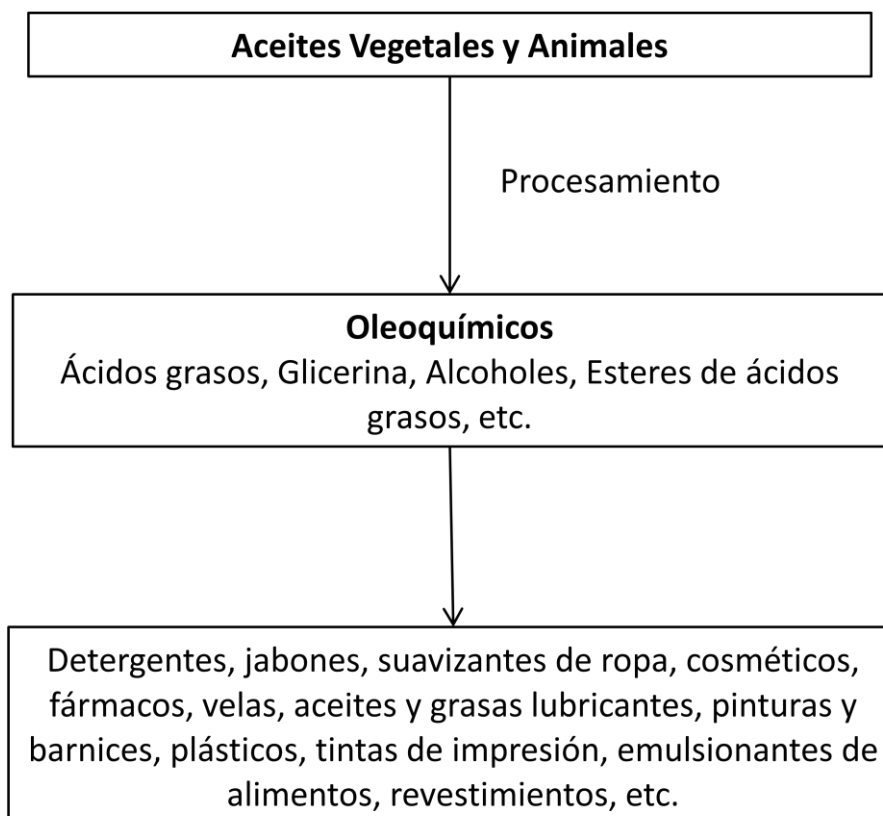 Aceites Vegetales y Animales
Procesamiento
Oleoquímicos
Ácidos grasos, Glicerina, Alcoholes, Esteres de ácidos
grasos, etc.
Detergentes, jabones, suavizantes de ropa, cosméticos,
fármacos, velas, aceites y grasas lubricantes, pinturas y
barnices, plásticos, tintas de impresión, emulsionantes de
alimentos, revestimientos, etc.